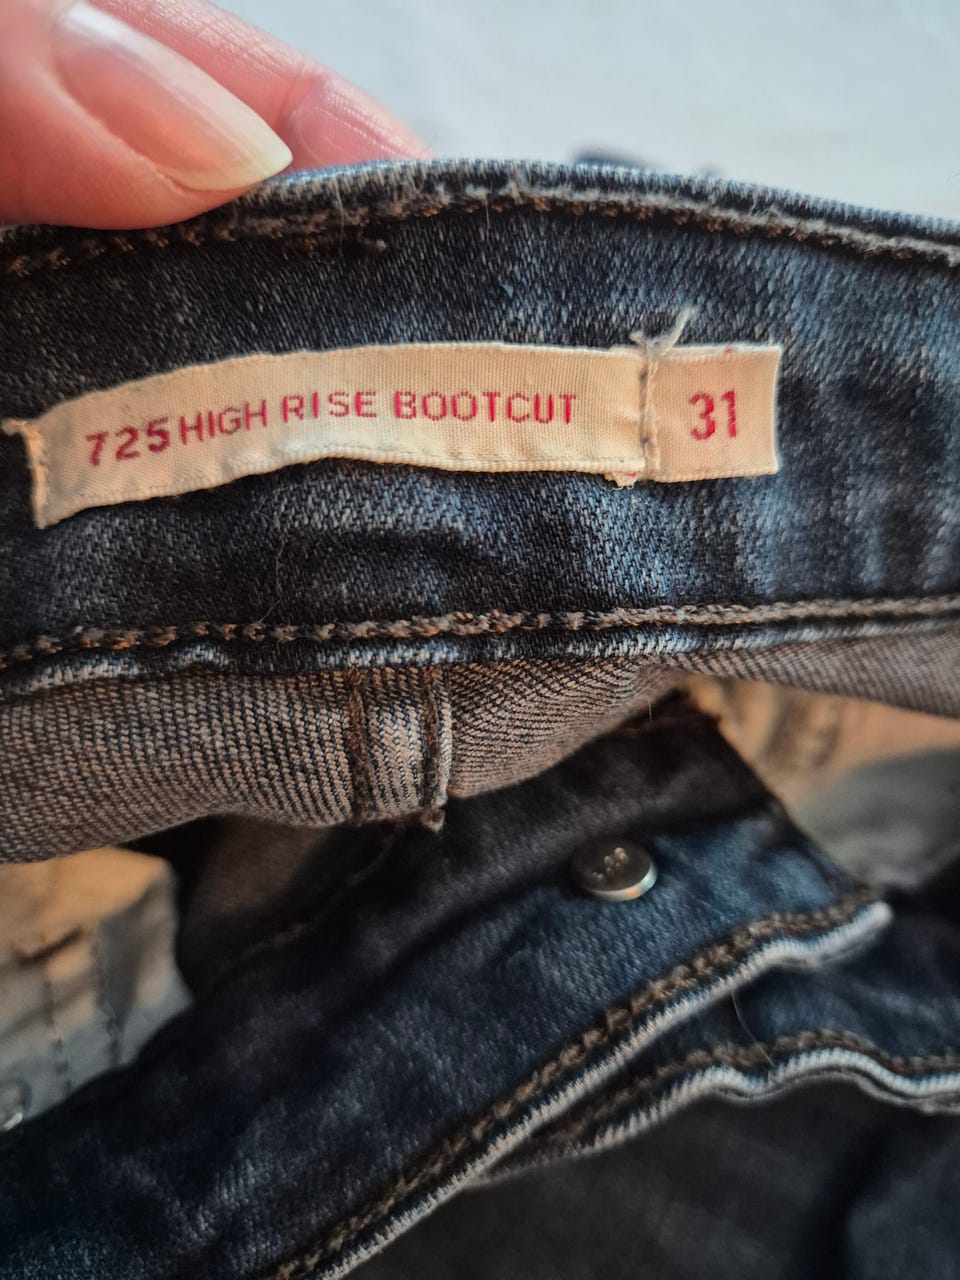 725 HIGH RISE BOOTCUT 31